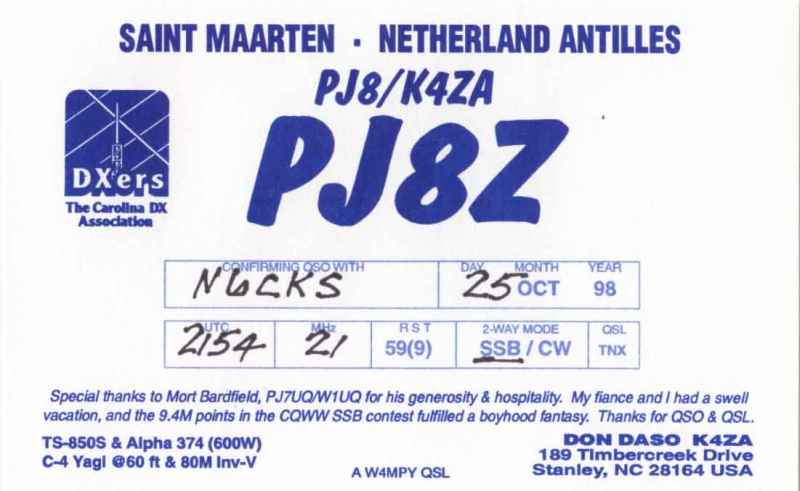 SAINT MAARTEN · NETHERLAND ANTILLES
PJ8/K4ZA
PJ8Z
DXers
The Carolina DX
Association
CONFIRMING QSO WITH DAY MONTH YEAR
N6CKS 25 OCT 98
UTC MHz RST 2-WAY MODE QSL
2154 21 59(9) SSB / CW TNX
Special thanks to Mort Bardfield, PJ7UQ/W1UQ for his generosity & hospitality. My fiance and I had a swell
vacation, and the 9.4M points in the CQWW SSB contest fulfilled a boyhood fantasy. Thanks for QSO & QSL.
TS-850S & Alpha 374 (600W)
C-4 Yagi @60 ft & 80M Inv-V
A W4MPY QSL
DON DASO K4ZA
189 Timbercreek Drive
Stanley, NC 28164 USA